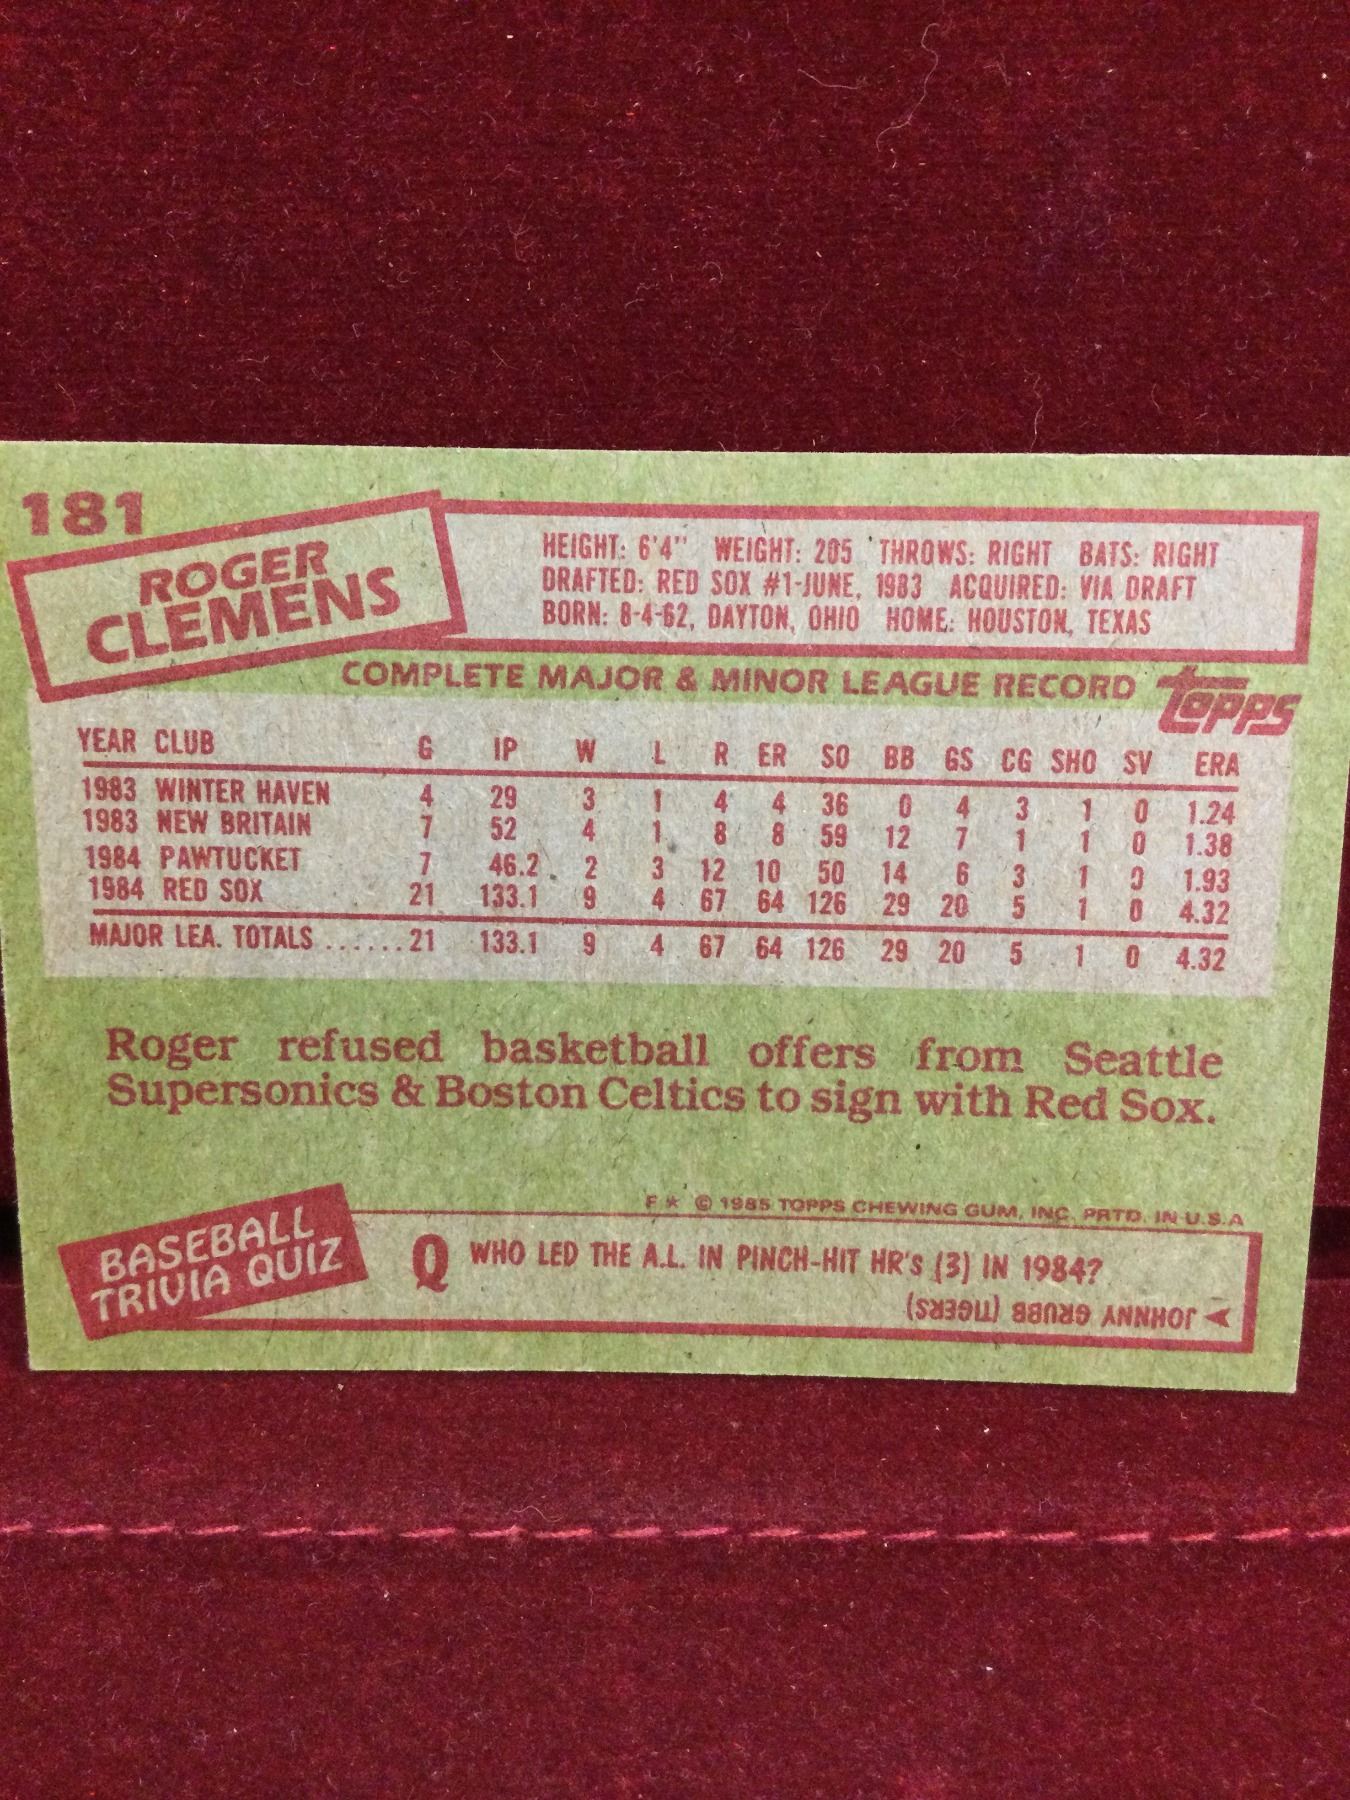 181
ROGER
CLEMENS
HEIGHT: 6'4" WEIGHT: 205 THROWS: RIGHT BATS: RIGHT
DRAFTED: RED SOX #1-JUNE, 1983 ACQUIRED: VIA DRAFT
BORN: 8-4-62, DAYTON, OHIO HOME: HOUSTON, TEXAS
COMPLETE MAJOR & MINOR LEAGUE RECORD topps
YEAR CLUB G IP W L R ER SO BB GS CG SHO SV ERA
1983 WINTER HAVEN 4 29 3 1 4 4 36 0 4 3 1 0 1.24
1983 NEW BRITAIN 7 52 4 1 8 8 59 12 7 1 1 0 1.38
1984 PAWTUCKET 7 46.2 2 3 12 10 50 14 6 3 1 0 1.93
1984 RED SOX 21 133.1 9 4 67 64 126 29 20 5 1 0 4.32
MAJOR LEA. TOTALS ......21 133.1 9 4 67 64 126 29 20 5 1 0 4.32
Roger refused basketball offers from Seattle
Supersonics & Boston Celtics to sign with Red Sox.
F * © 1985 TOPPS CHEWING GUM, INC. PRTD. IN U.S.A
BASEBALL
TRIVIA QUIZ
Q WHO LED THE A.L. IN PINCH-HIT HR's (3) IN 1984?
JOHNNY GRUBB (TIGERS)